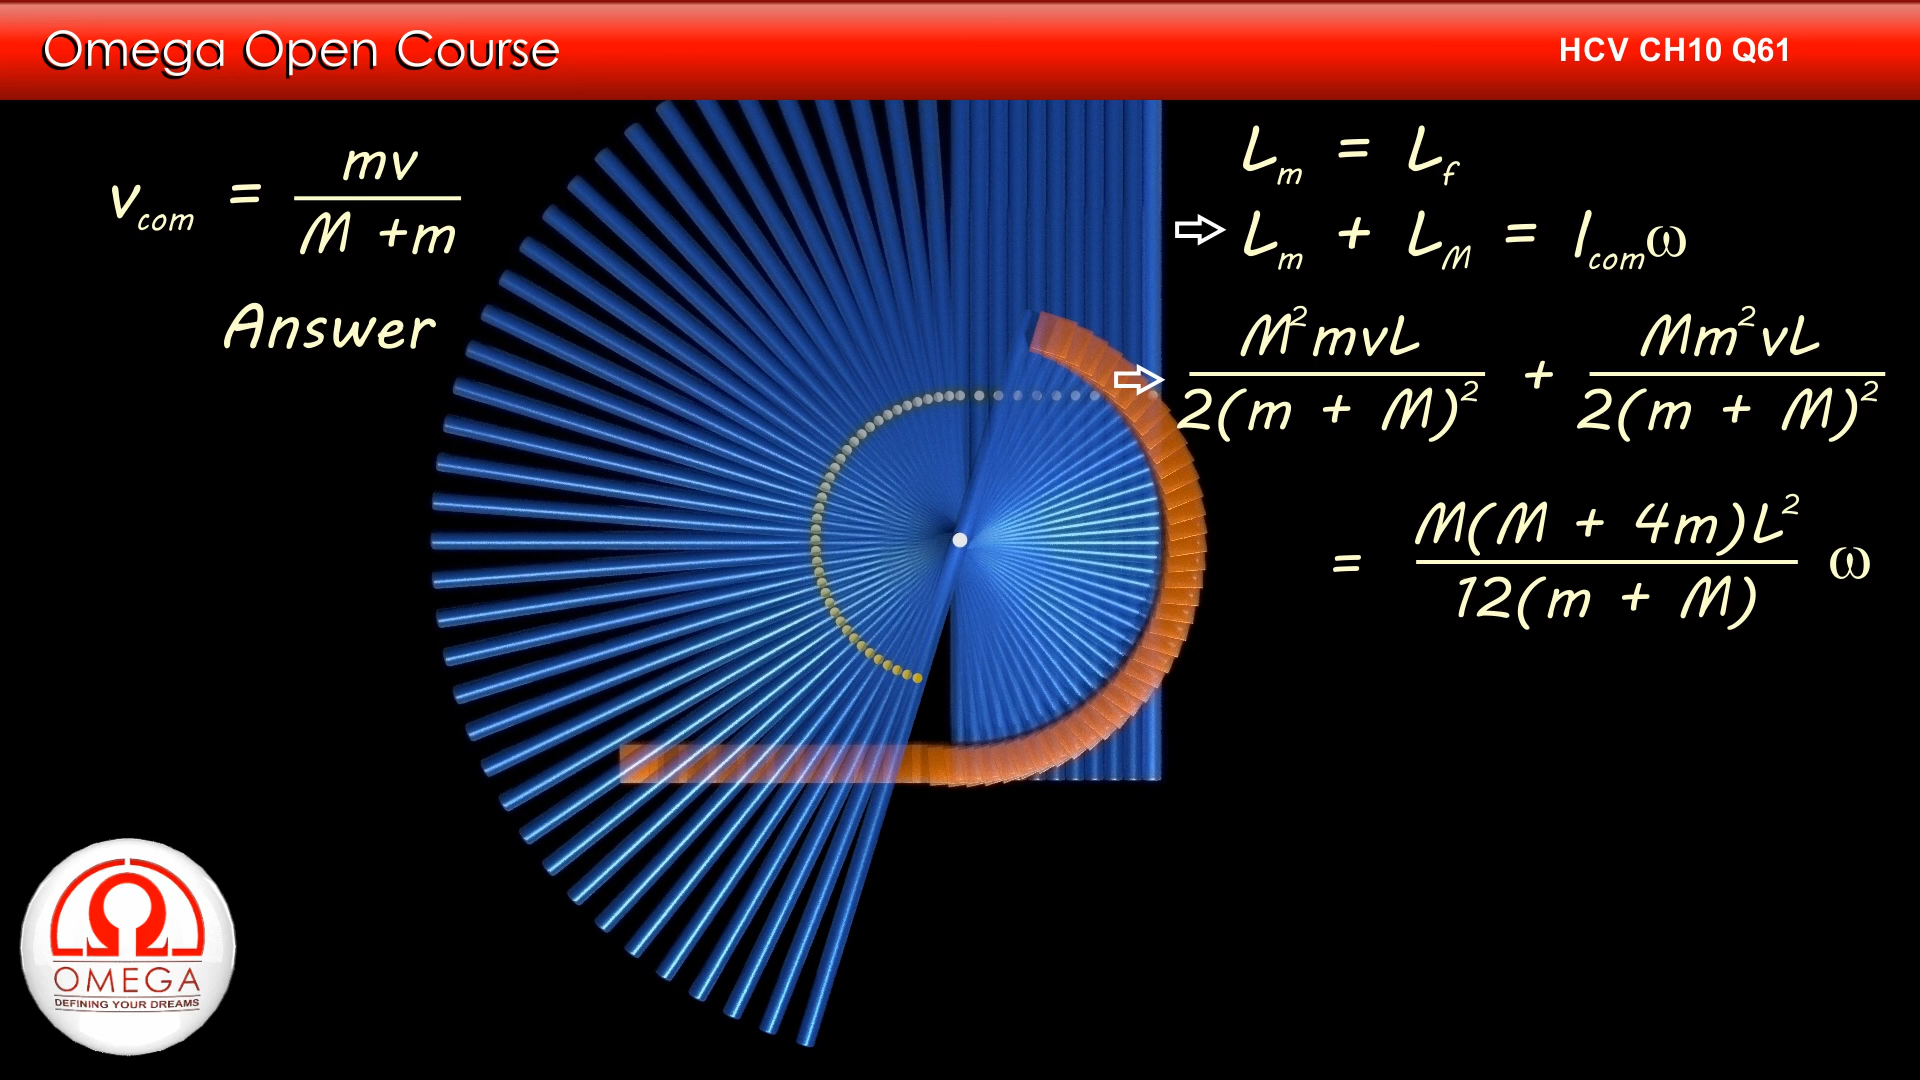 Omega Open Course
HCV CH10 Q61
v_com = mv / (M +m)
Answer
L_m = L_f
⇨ L_m + L_M = I_com ω
⇨ M²mvL / 2(m + M)² + Mm²vL / 2(m + M)²
= M(M + 4m)L² / 12(m + M) ω
OMEGA
DEFINING YOUR DREAMS